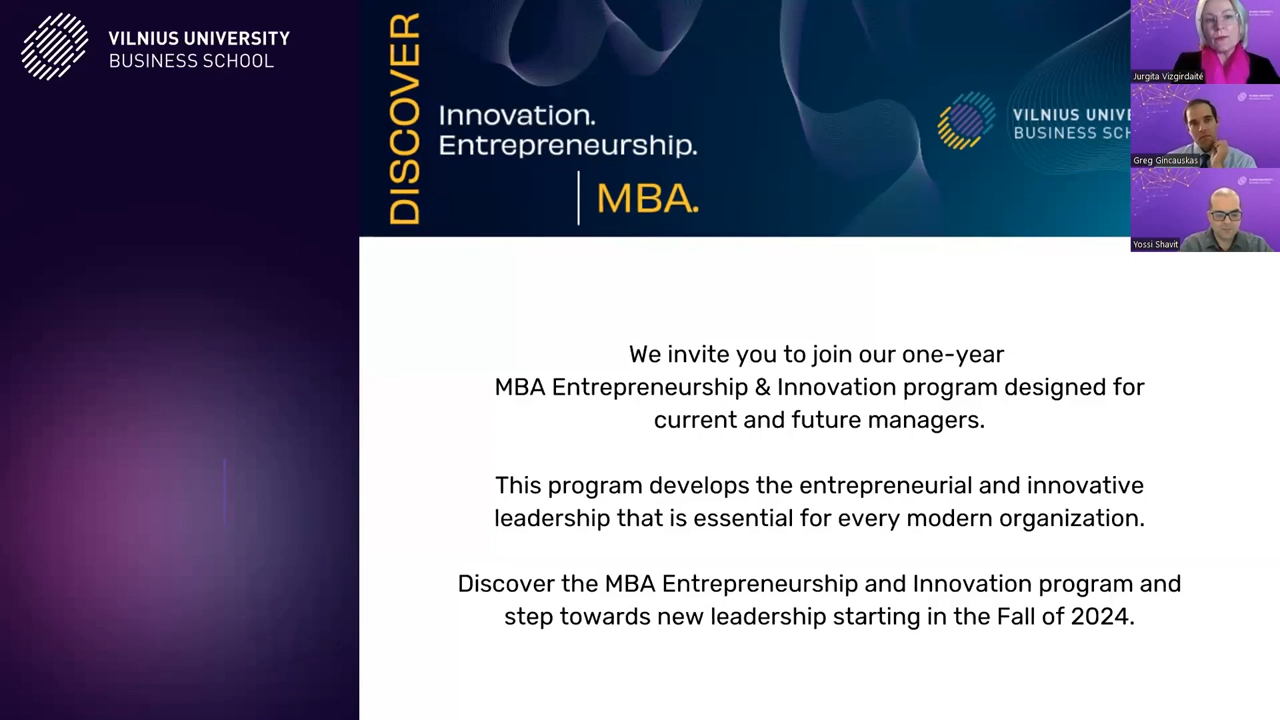 VILNIUS UNIVERSITY
BUSINESS SCHOOL
DISCOVER
Innovation.
Entrepreneurship.
MBA.
VILNIUS UNIVE
BUSINESS SCH
Jurgita Vizgirdaitė
Greg Gincauskas
Yossi Shavit
We invite you to join our one-year
MBA Entrepreneurship & Innovation program designed for
current and future managers.
This program develops the entrepreneurial and innovative
leadership that is essential for every modern organization.
Discover the MBA Entrepreneurship and Innovation program and
step towards new leadership starting in the Fall of 2024.